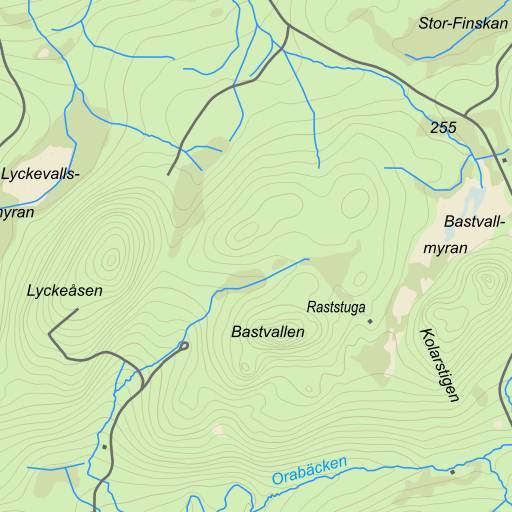 Stor-Finskan
255
Lyckevalls-
myran
Bastvall-
myran
Lyckeåsen
Raststuga
Bastvallen
Kolarstigen
Orabäcken